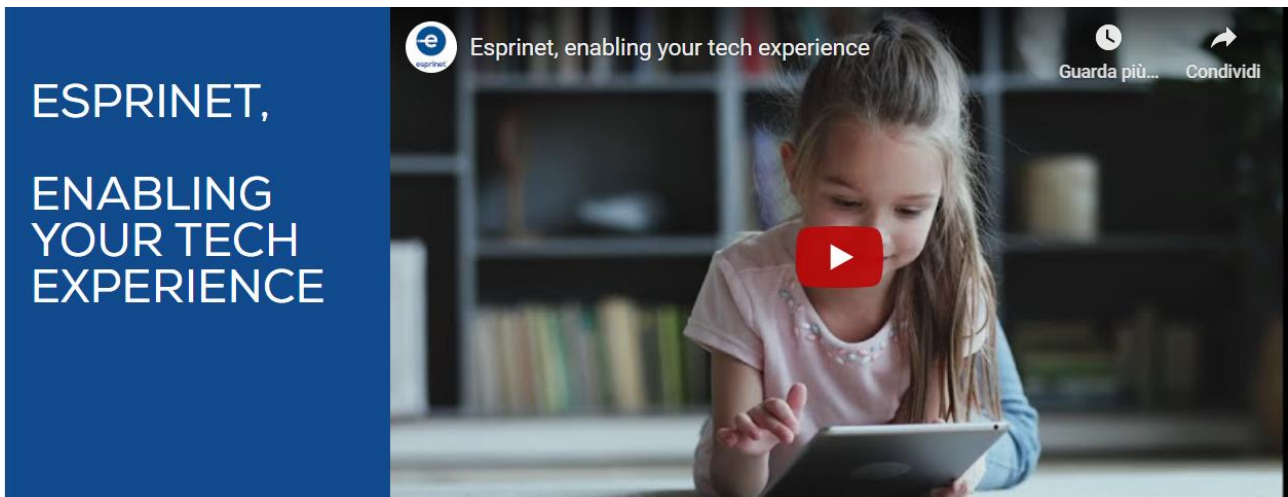 ESPRINET,
ENABLING
YOUR TECH
EXPERIENCE
esprinet
Esprinet, enabling your tech experience
Guarda più...
Condividi